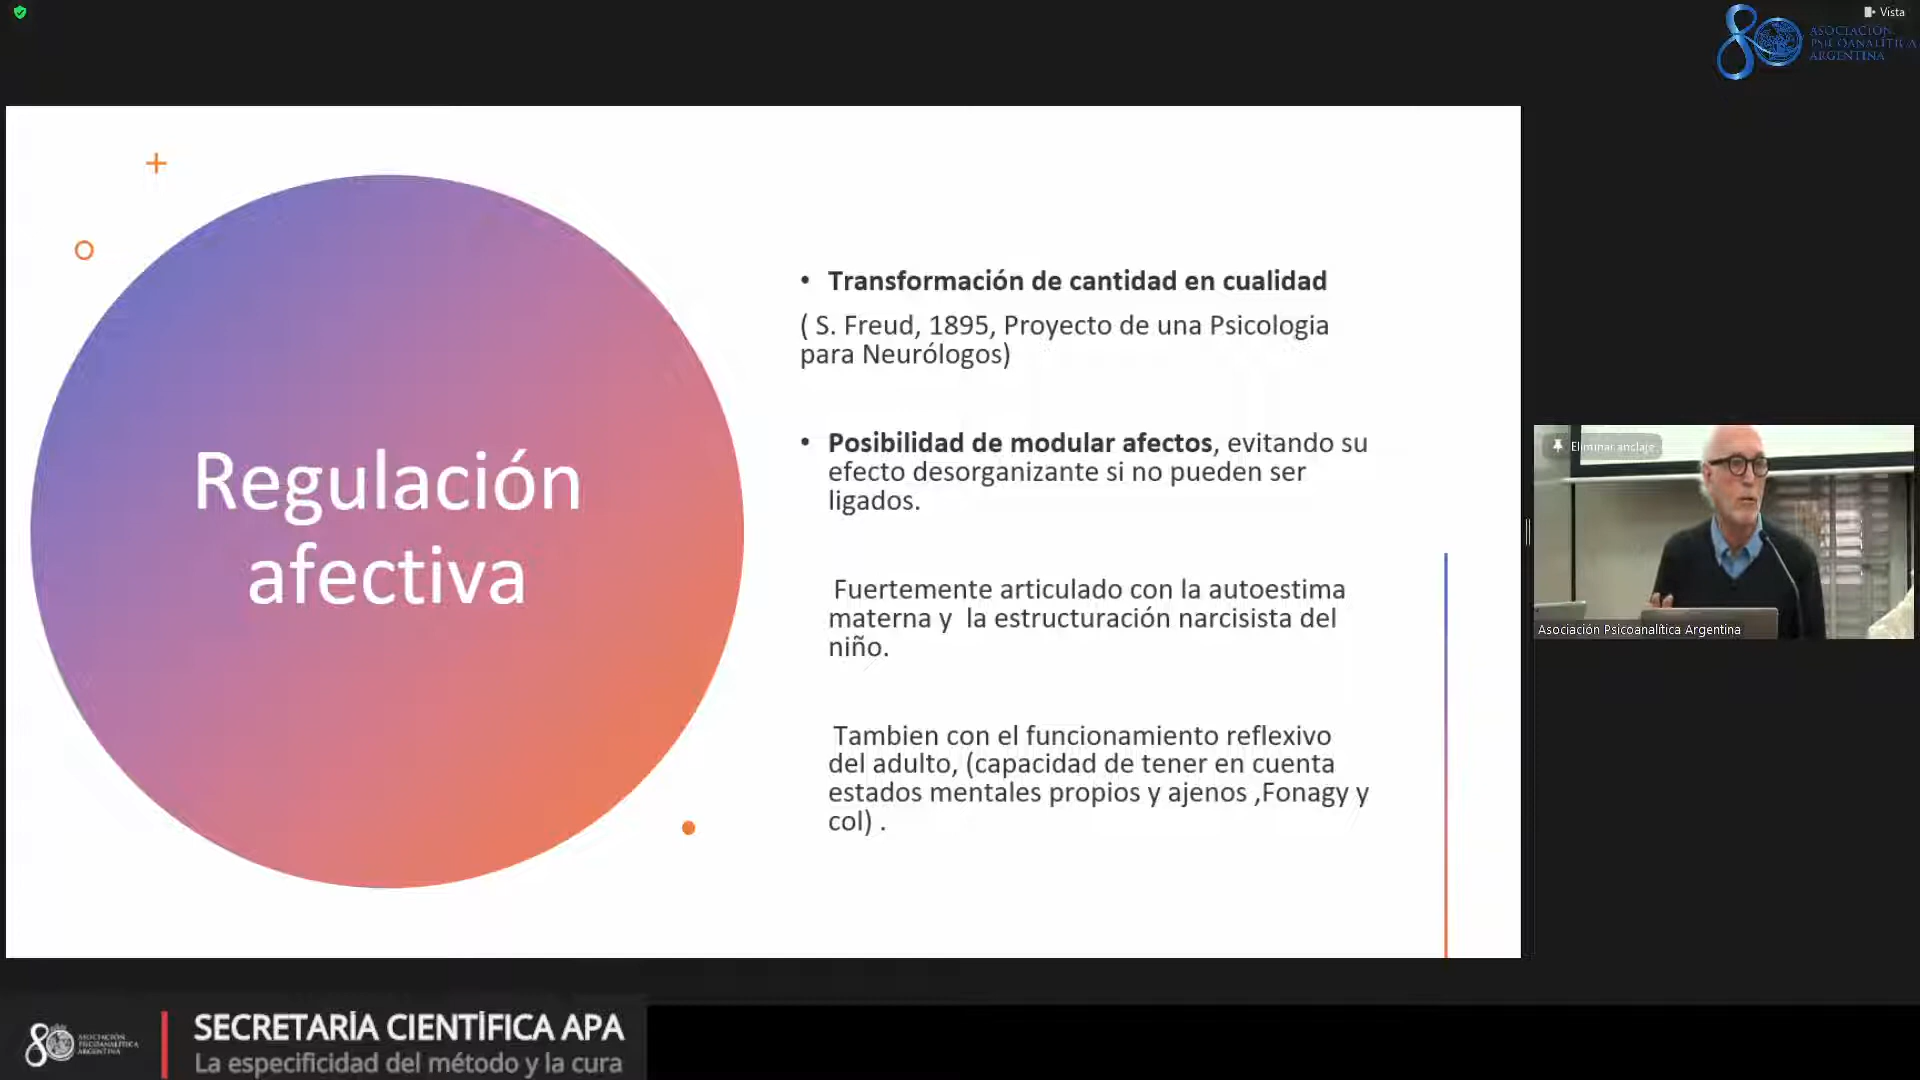 Vista
ASOCIACIÓN
PSICOANALÍTICA
ARGENTINA
Regulación
afectiva
• Transformación de cantidad en cualidad
( S. Freud, 1895, Proyecto de una Psicologia
para Neurólogos)
• Posibilidad de modular afectos, evitando su
efecto desorganizante si no pueden ser
ligados.
Fuertemente articulado con la autoestima
materna y  la estructuración narcisista del
niño.
Tambien con el funcionamiento reflexivo
del adulto, (capacidad de tener en cuenta
estados mentales propios y ajenos ,Fonagy y
col) .
Eliminar anclaje
Asociación Psicoanalítica Argentina
80
ASOCIACIÓN
PSICOANALÍTICA
ARGENTINA
SECRETARÍA CIENTÍFICA APA
La especificidad del método y la cura